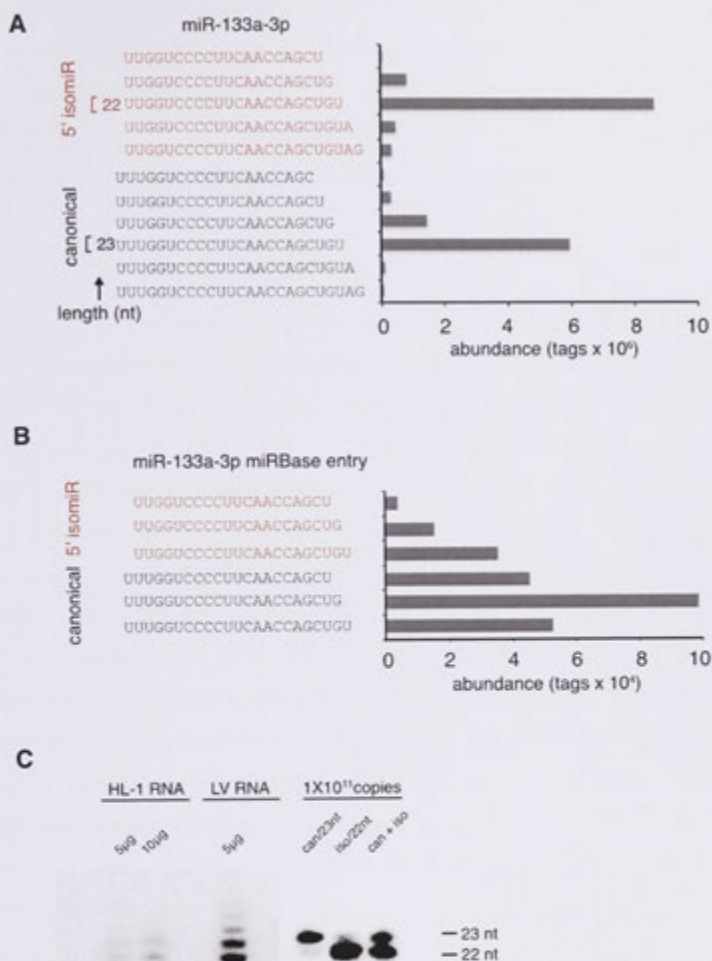 A
miR-133a-3p
5' isomiR
UUGGUCCCCUUCAACCAGCU
UUGGUCCCCUUCAACCAGCUG
[ 22 UUGGUCCCCUUCAACCAGCUGU
UUGGUCCCCUUCAACCAGCUGUA
UUGGUCCCCUUCAACCAGCUGUAG
canonical
UUUGGUCCCCUUCAACCAGC
UUUGGUCCCCUUCAACCAGCU
UUUGGUCCCCUUCAACCAGCUG
[ 23 UUUGGUCCCCUUCAACCAGCUGU
UUUGGUCCCCUUCAACCAGCUGUA
UUUGGUCCCCUUCAACCAGCUGUAG
length (nt)
0 2 4 6 8 10
abundance (tags x 10⁶)
B
miR-133a-3p miRBase entry
5' isomiR
UUGGUCCCCUUCAACCAGCU
UUGGUCCCCUUCAACCAGCUG
UUGGUCCCCUUCAACCAGCUGU
canonical
UUUGGUCCCCUUCAACCAGCU
UUUGGUCCCCUUCAACCAGCUG
UUUGGUCCCCUUCAACCAGCUGU
0 2 4 6 8 10
abundance (tags x 10⁴)
C
HL-1 RNA LV RNA 1X10¹¹copies
5µg 10µg 5µg can/23nt iso/22nt can + iso
23 nt
22 nt